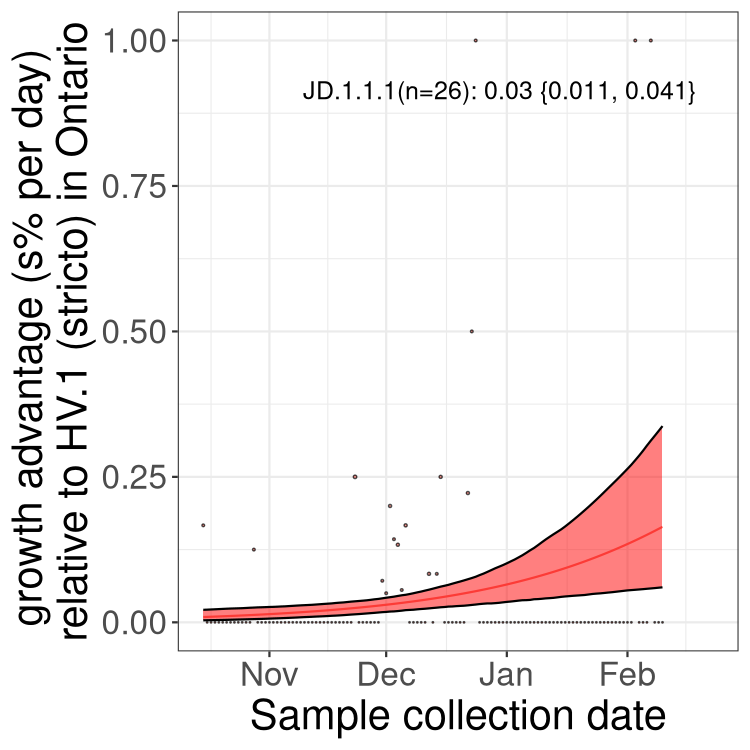 growth advantage (s% per day)
relative to HV.1 (stricto) in Ontario
1.00
JD.1.1.1(n=26): 0.03 {0.011, 0.041}
0.75
0.50
0.25
0.00
Nov Dec Jan Feb
Sample collection date